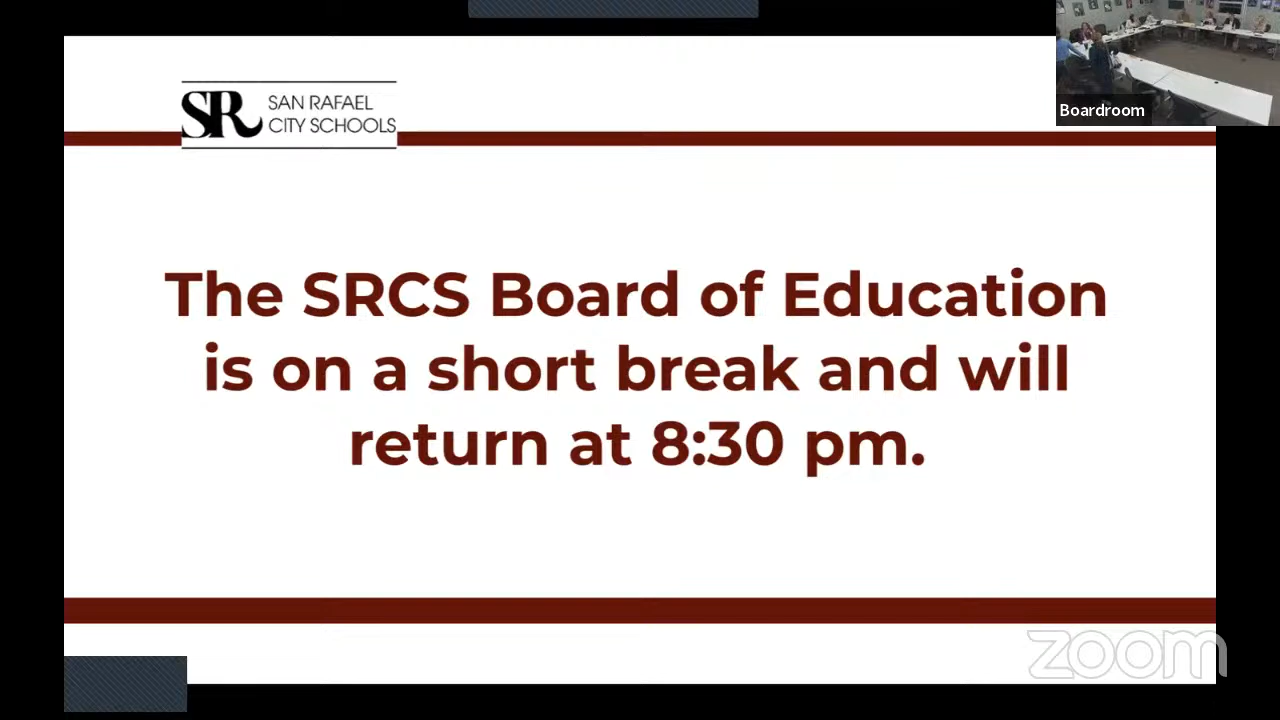 SR SAN RAFAEL
CITY SCHOOLS
Boardroom
The SRCS Board of Education
is on a short break and will
return at 8:30 pm.
zoom